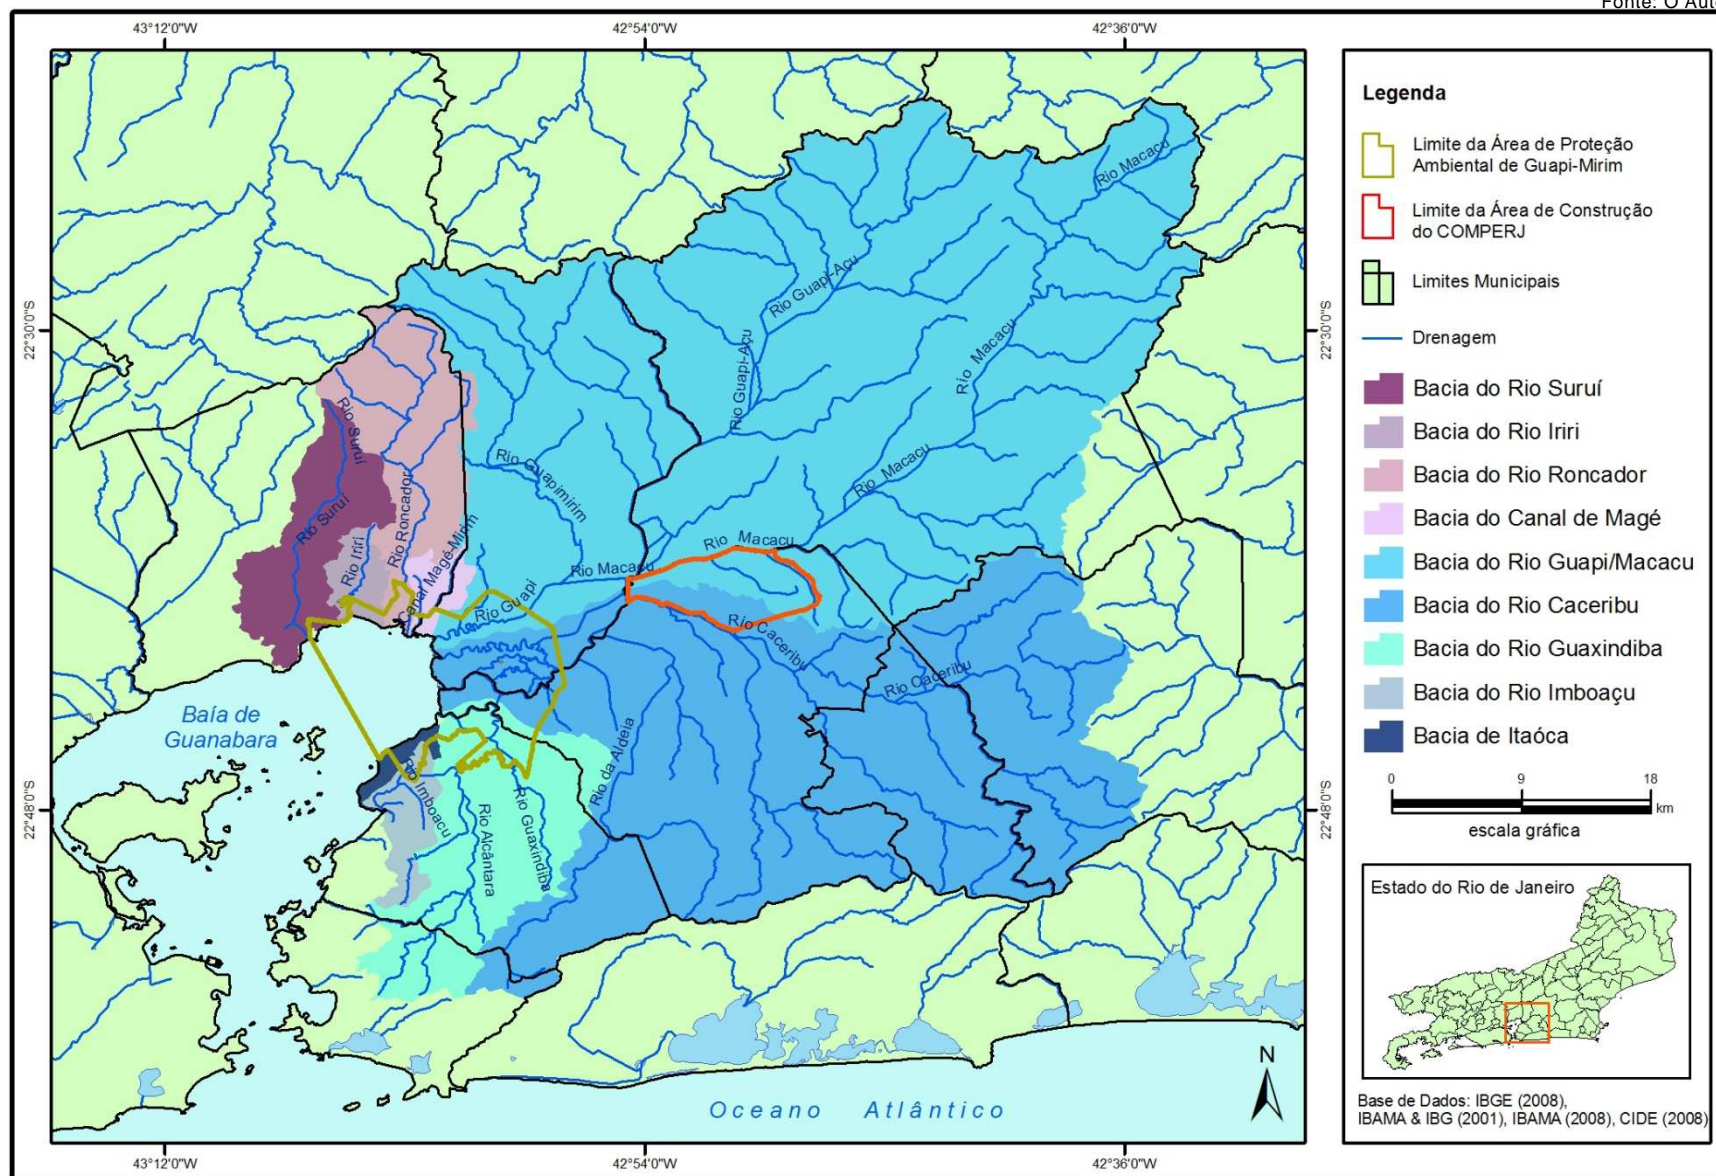 Fonte: O Auto
43°12'0"W
42°54'0"W
42°36'0"W
22°30'0"S
22°48'0"S
Rio Macacu
Rio Guapi-Açu
Rio Guapi-Açu
Rio Macacu
Rio Macacu
Rio Guapimirim
Rio Suruí
Rio Suruí
Rio Roncador
Rio Iriri
Canal Magé-Mirim
Rio Guapi
Rio Macacu
Rio Macacu
Rio Caceribu
Rio Caceribu
Rio da Aldeia
Rio Imboaçu
Rio Alcântara
Rio Guaxindiba
Baía de
Guanabara
Oceano Atlântico
N
22°30'0"S
22°48'0"S
43°12'0"W
42°54'0"W
42°36'0"W
Legenda
Limite da Área de Proteção
Ambiental de Guapi-Mirim
Limite da Área de Construção
do COMPERJ
Limites Municipais
Drenagem
Bacia do Rio Suruí
Bacia do Rio Iriri
Bacia do Rio Roncador
Bacia do Canal de Magé
Bacia do Rio Guapi/Macacu
Bacia do Rio Caceribu
Bacia do Rio Guaxindiba
Bacia do Rio Imboaçu
Bacia de Itaóca
0 9 18
km
escala gráfica
Estado do Rio de Janeiro
Base de Dados: IBGE (2008),
IBAMA & IBG (2001), IBAMA (2008), CIDE (2008)